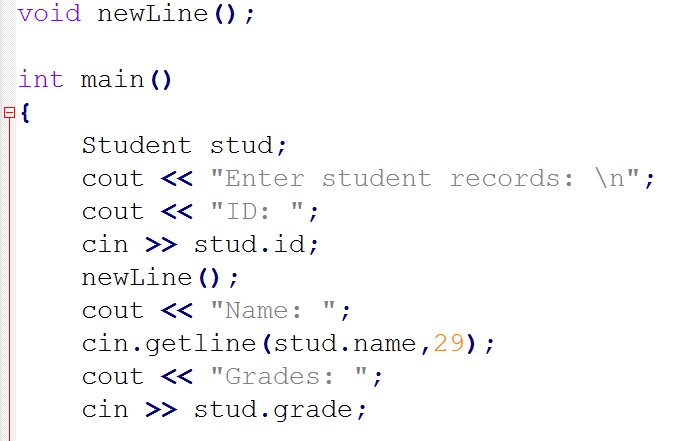 void newLine();
int main()
{
Student stud;
cout << "Enter student records: \n";
cout << "ID: ";
cin >> stud.id;
newLine();
cout << "Name: ";
cin.getline(stud.name,29);
cout << "Grades: ";
cin >> stud.grade;